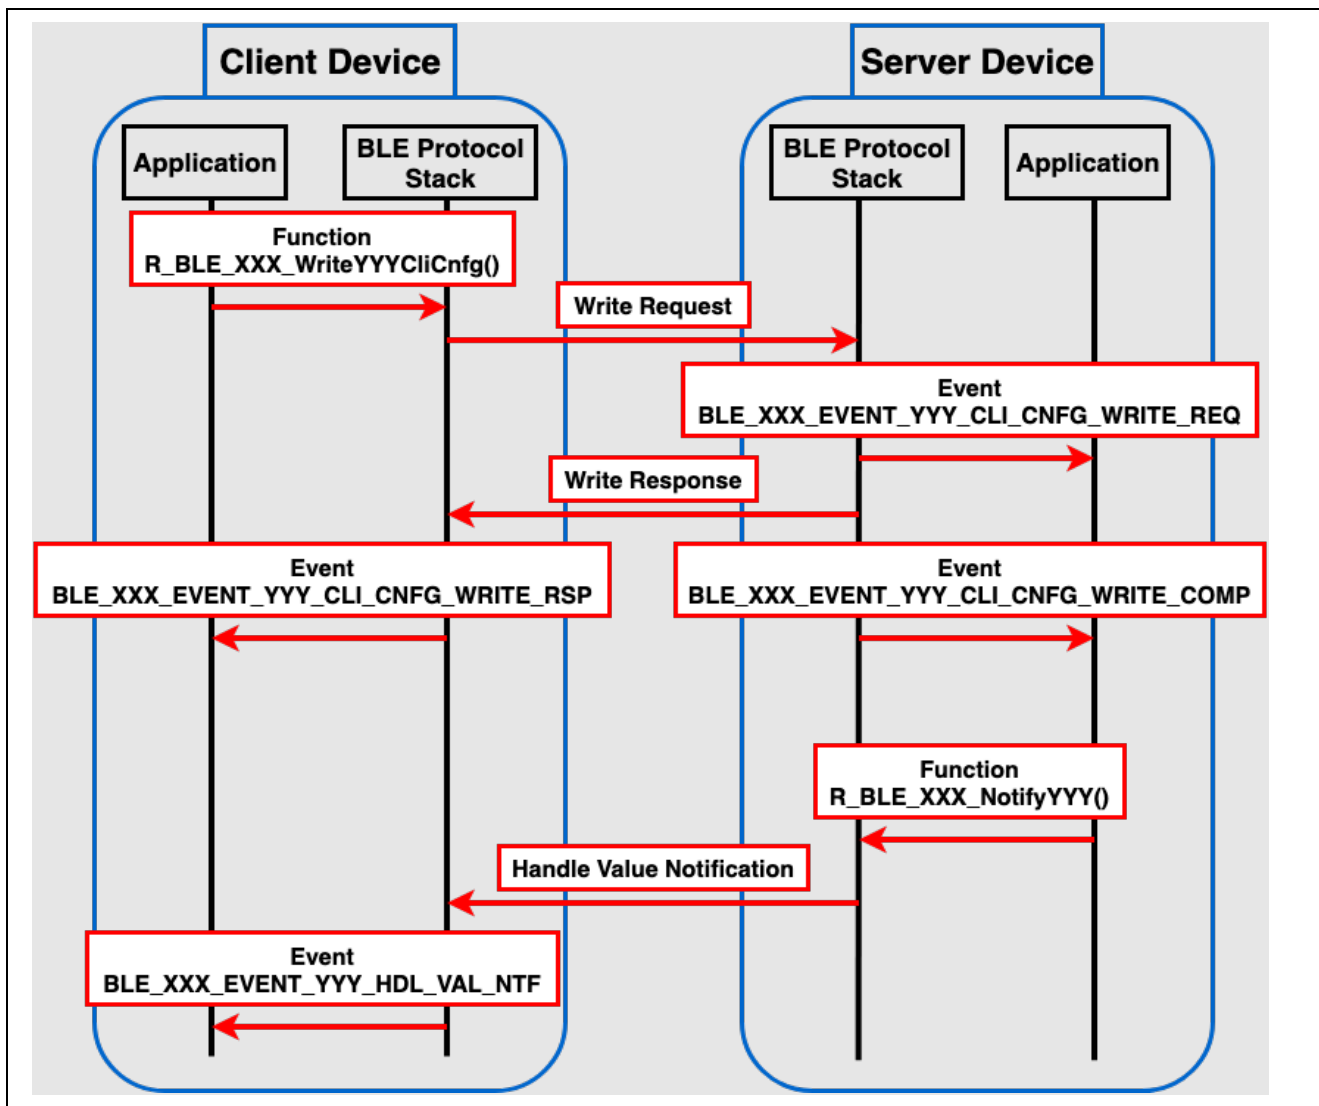 Client Device
Server Device
Application
BLE Protocol
Stack
BLE Protocol
Stack
Application
Function
R_BLE_XXX_WriteYYYCliCnfg()
Write Request
Event
BLE_XXX_EVENT_YYY_CLI_CNFG_WRITE_REQ
Write Response
Event
BLE_XXX_EVENT_YYY_CLI_CNFG_WRITE_RSP
Event
BLE_XXX_EVENT_YYY_CLI_CNFG_WRITE_COMP
Function
R_BLE_XXX_NotifyYYY()
Handle Value Notification
Event
BLE_XXX_EVENT_YYY_HDL_VAL_NTF